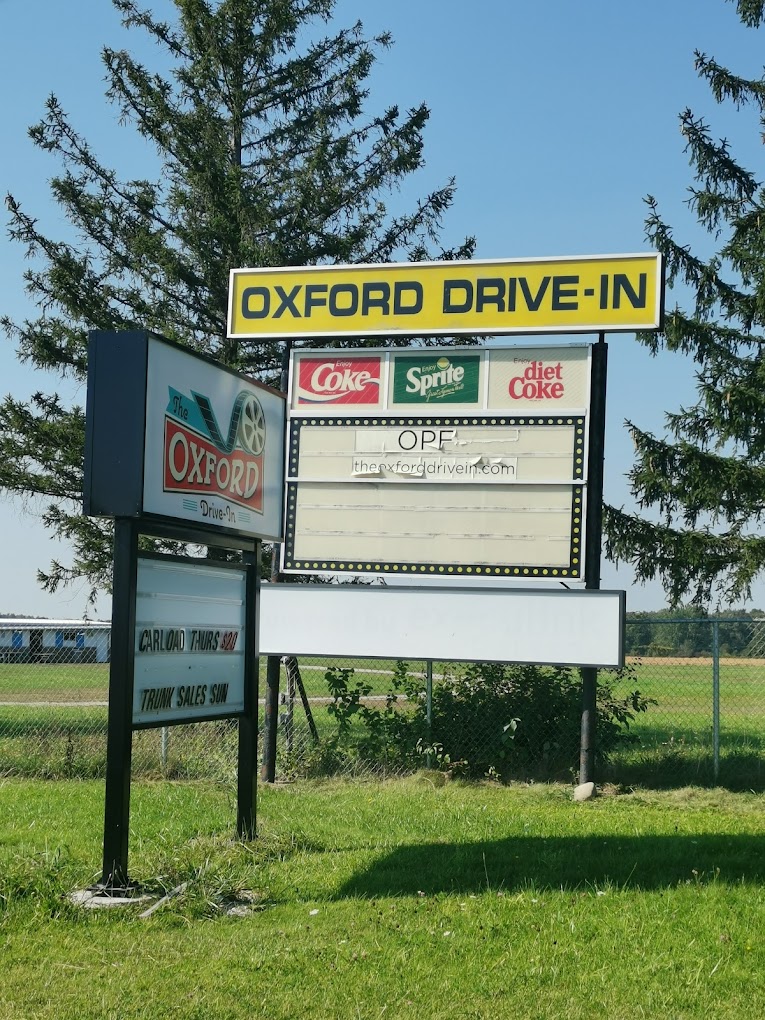 OXFORD DRIVE-IN
Enjoy Coke
Enjoy Sprite
Enjoy diet Coke
OPE
theoxforddrivein.com
The
OXFORD
Drive-In
CARLOAD THURS $20
TRUNK SALES SUN